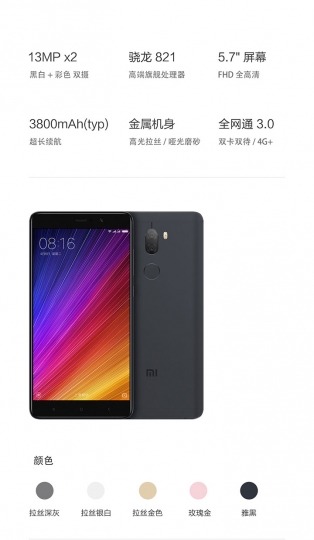 13MP x2
骁龙 821
5.7" 屏幕
黑白 + 彩色 双摄
高端旗舰处理器
FHD 全高清
3800mAh(typ)
金属机身
全网通 3.0
超长续航
高光拉丝 / 哑光磨砂
双卡双待 / 4G+
08:16
MI
颜色
拉丝深灰
拉丝银白
拉丝金色
玫瑰金
雅黑